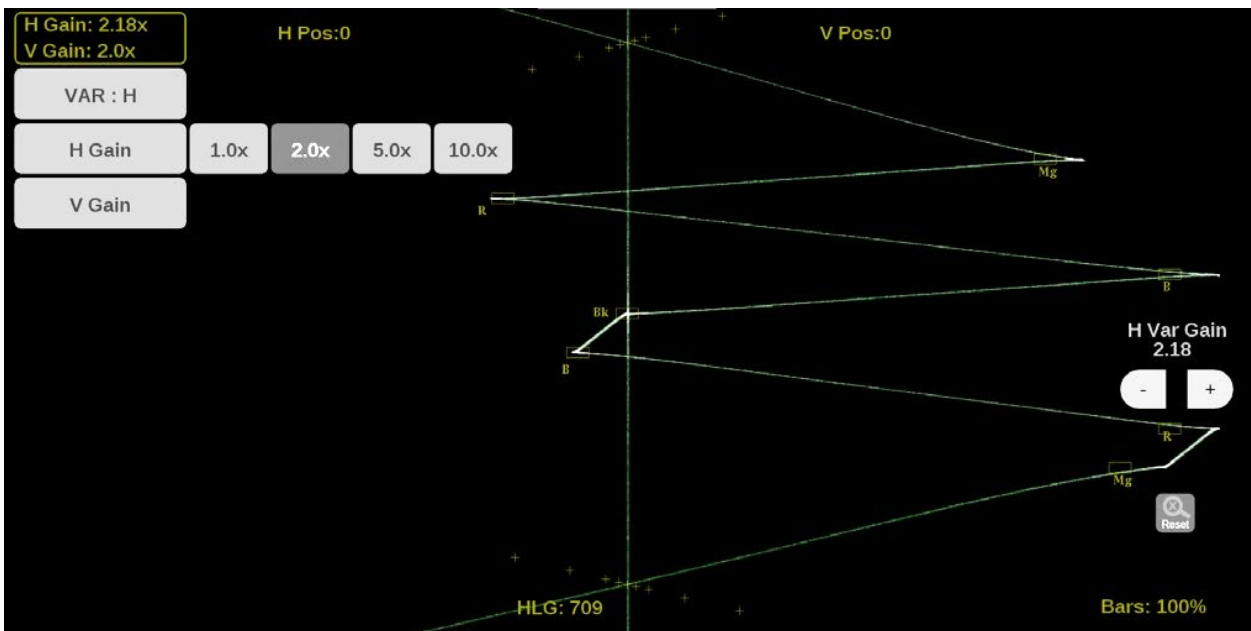 H Gain: 2.18x
V Gain: 2.0x
H Pos:0
V Pos:0
VAR : H
H Gain
1.0x
2.0x
5.0x
10.0x
V Gain
Mg
R
B
Bk
H Var Gain
2.18
B
-
+
R
Mg
Reset
HLG: 709
Bars: 100%